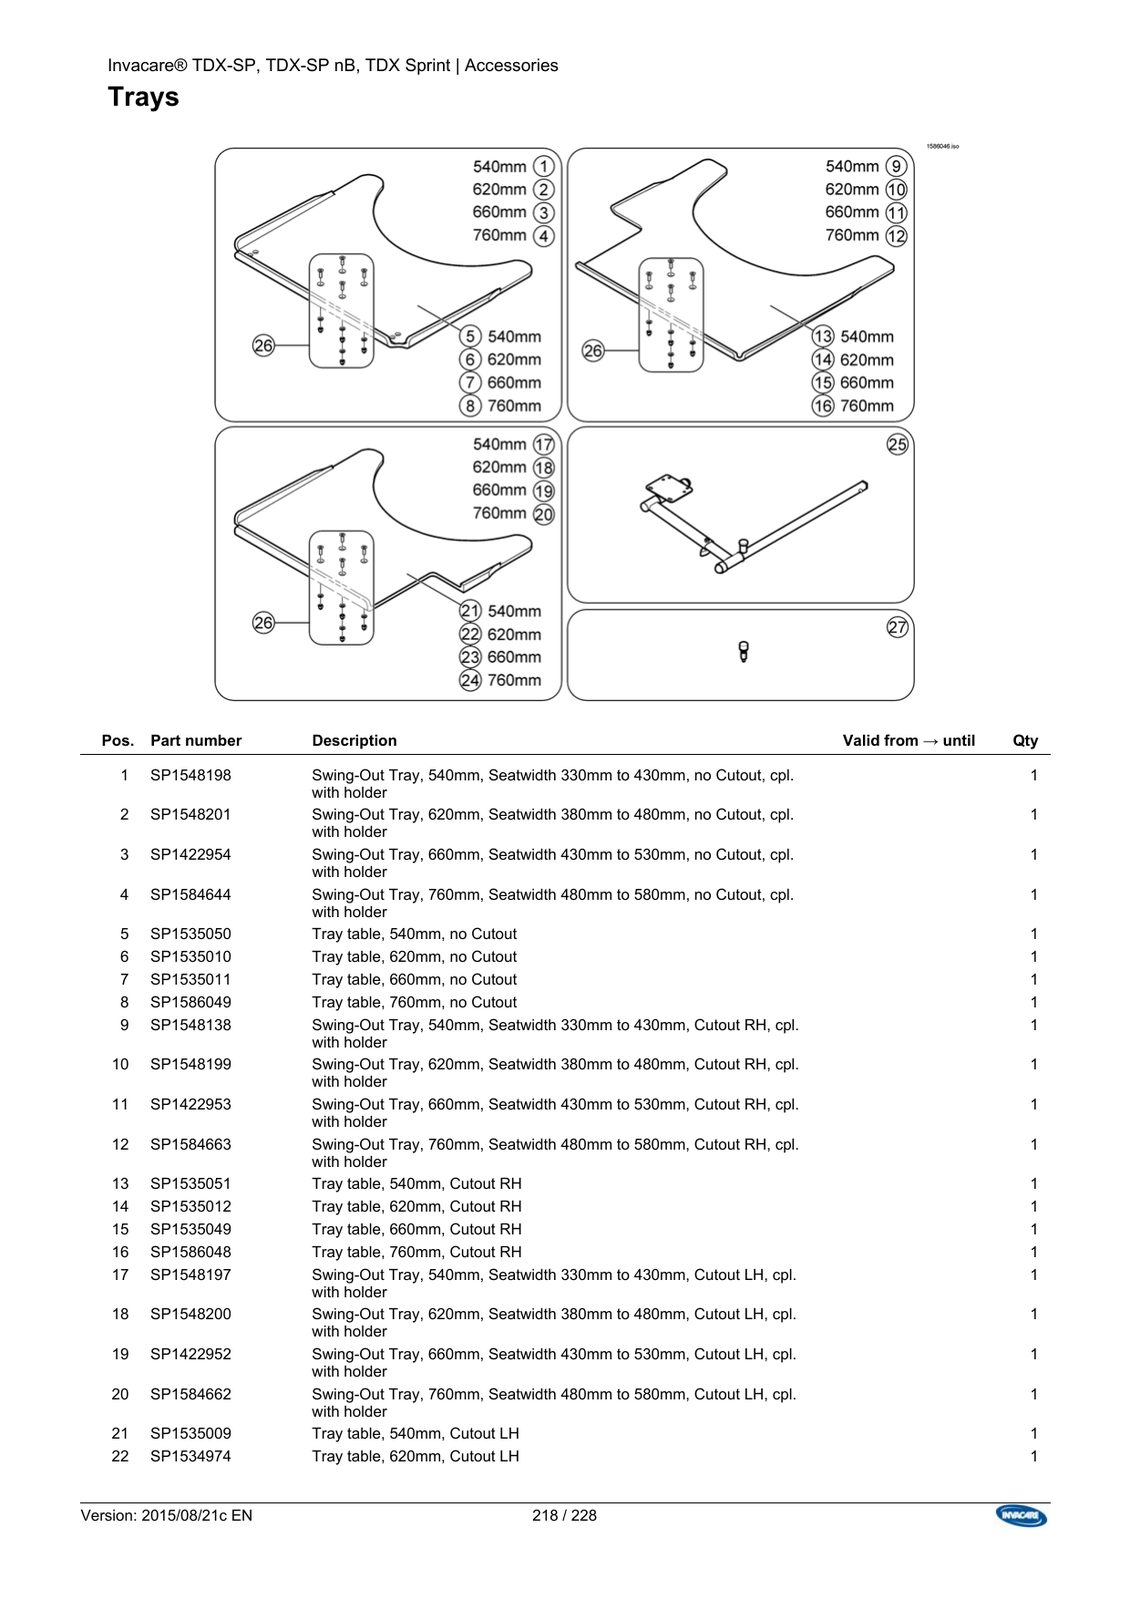 Invacare® TDX-SP, TDX-SP nB, TDX Sprint | Accessories
Trays
1586046.iso
540mm 1
620mm 2
660mm 3
760mm 4
26
5 540mm
6 620mm
7 660mm
8 760mm
540mm 9
620mm 10
660mm 11
760mm 12
26
13 540mm
14 620mm
15 660mm
16 760mm
540mm 17
620mm 18
660mm 19
760mm 20
26
21 540mm
22 620mm
23 660mm
24 760mm
25
27
Pos. Part number Description Valid from → until Qty
1 SP1548198 Swing-Out Tray, 540mm, Seatwidth 330mm to 430mm, no Cutout, cpl. 1
with holder
2 SP1548201 Swing-Out Tray, 620mm, Seatwidth 380mm to 480mm, no Cutout, cpl. 1
with holder
3 SP1422954 Swing-Out Tray, 660mm, Seatwidth 430mm to 530mm, no Cutout, cpl. 1
with holder
4 SP1584644 Swing-Out Tray, 760mm, Seatwidth 480mm to 580mm, no Cutout, cpl. 1
with holder
5 SP1535050 Tray table, 540mm, no Cutout 1
6 SP1535010 Tray table, 620mm, no Cutout 1
7 SP1535011 Tray table, 660mm, no Cutout 1
8 SP1586049 Tray table, 760mm, no Cutout 1
9 SP1548138 Swing-Out Tray, 540mm, Seatwidth 330mm to 430mm, Cutout RH, cpl. 1
with holder
10 SP1548199 Swing-Out Tray, 620mm, Seatwidth 380mm to 480mm, Cutout RH, cpl. 1
with holder
11 SP1422953 Swing-Out Tray, 660mm, Seatwidth 430mm to 530mm, Cutout RH, cpl. 1
with holder
12 SP1584663 Swing-Out Tray, 760mm, Seatwidth 480mm to 580mm, Cutout RH, cpl. 1
with holder
13 SP1535051 Tray table, 540mm, Cutout RH 1
14 SP1535012 Tray table, 620mm, Cutout RH 1
15 SP1535049 Tray table, 660mm, Cutout RH 1
16 SP1586048 Tray table, 760mm, Cutout RH 1
17 SP1548197 Swing-Out Tray, 540mm, Seatwidth 330mm to 430mm, Cutout LH, cpl. 1
with holder
18 SP1548200 Swing-Out Tray, 620mm, Seatwidth 380mm to 480mm, Cutout LH, cpl. 1
with holder
19 SP1422952 Swing-Out Tray, 660mm, Seatwidth 430mm to 530mm, Cutout LH, cpl. 1
with holder
20 SP1584662 Swing-Out Tray, 760mm, Seatwidth 480mm to 580mm, Cutout LH, cpl. 1
with holder
21 SP1535009 Tray table, 540mm, Cutout LH 1
22 SP1534974 Tray table, 620mm, Cutout LH 1
Version: 2015/08/21c EN 218 / 228 INVACARE